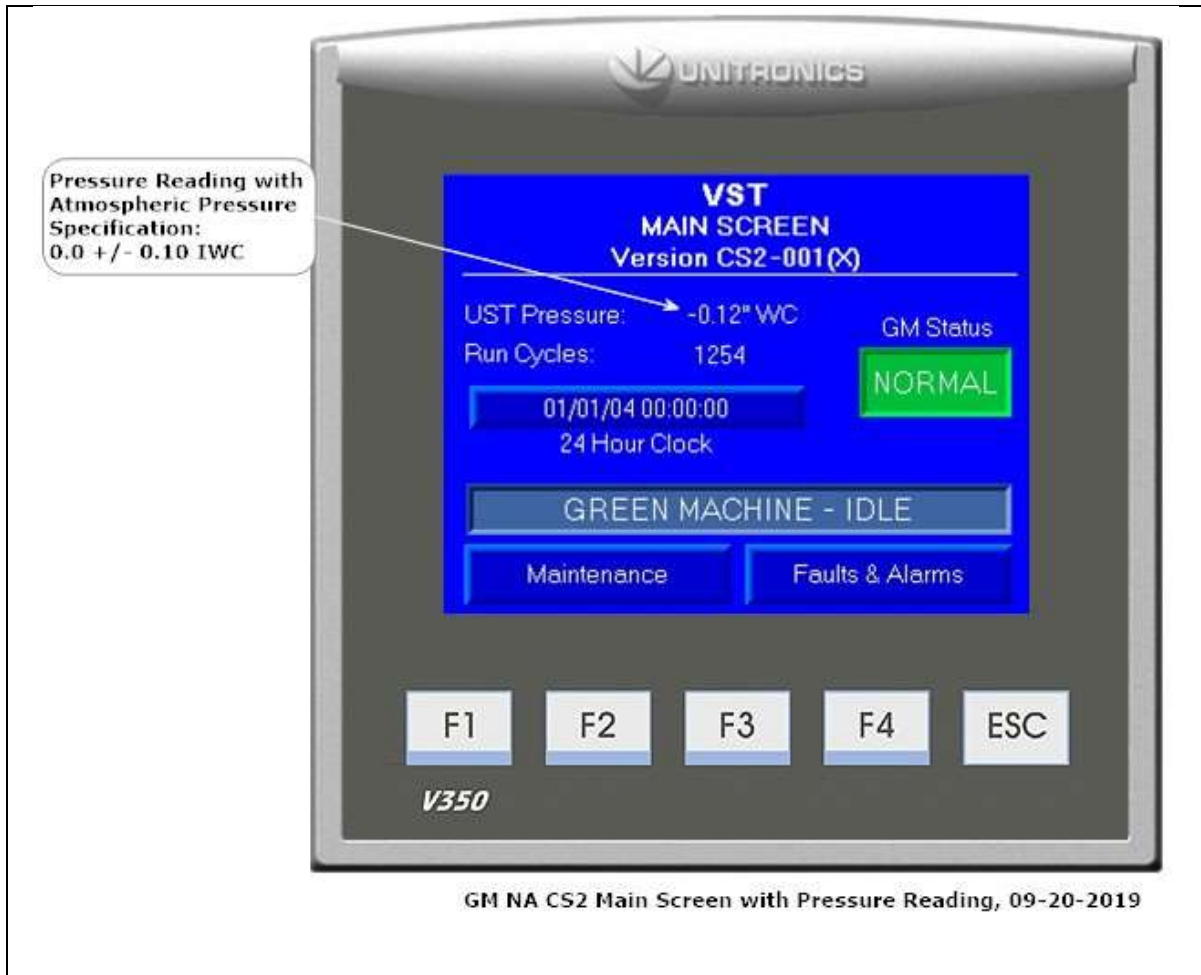 UNITRONICS
Pressure Reading with
Atmospheric Pressure
Specification:
0.0 +/- 0.10 IWC
VST
MAIN SCREEN
Version CS2-001(X)
UST Pressure: -0.12" WC
GM Status
Run Cycles: 1254
NORMAL
01/01/04 00:00:00
24 Hour Clock
GREEN MACHINE - IDLE
Maintenance Faults & Alarms
F1 F2 F3 F4 ESC
V350
GM NA CS2 Main Screen with Pressure Reading, 09-20-2019